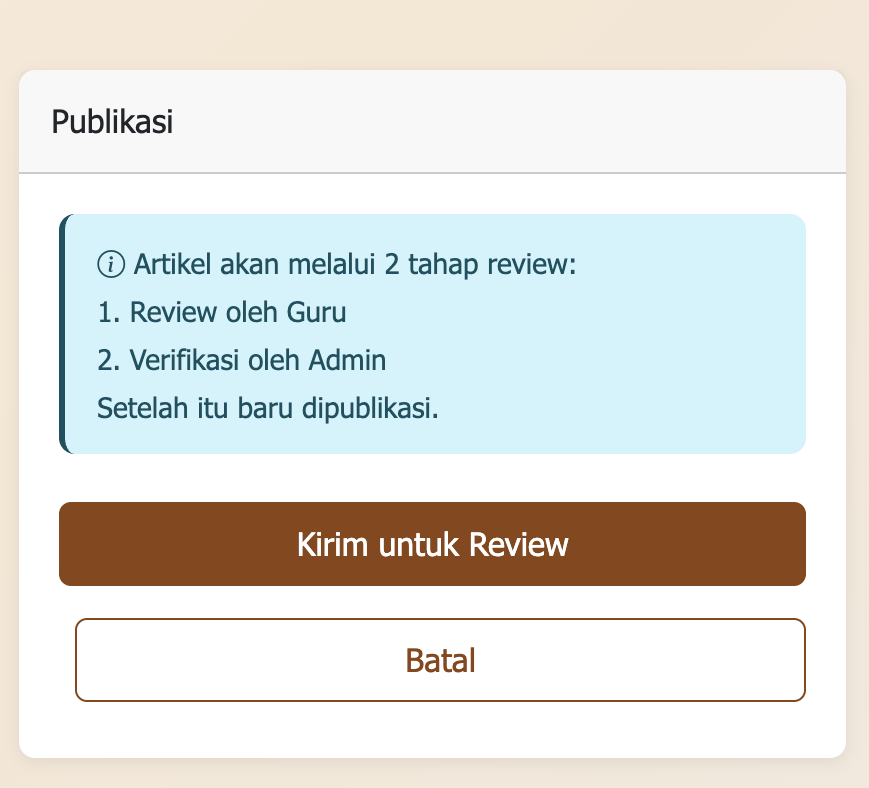 Publikasi
Artikel akan melalui 2 tahap review:
1. Review oleh Guru
2. Verifikasi oleh Admin
Setelah itu baru dipublikasi.
Kirim untuk Review
Batal